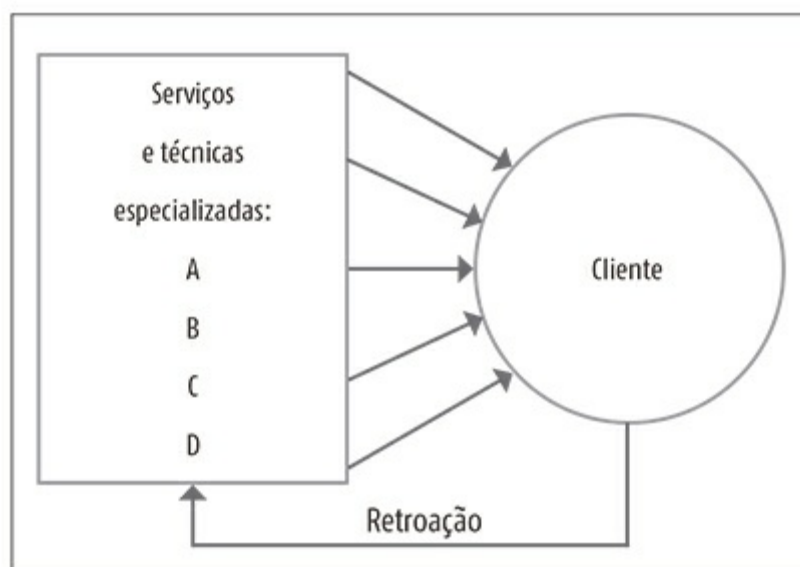 Serviços
e técnicas
especializadas:
A
B
C
D
Cliente
Retroação